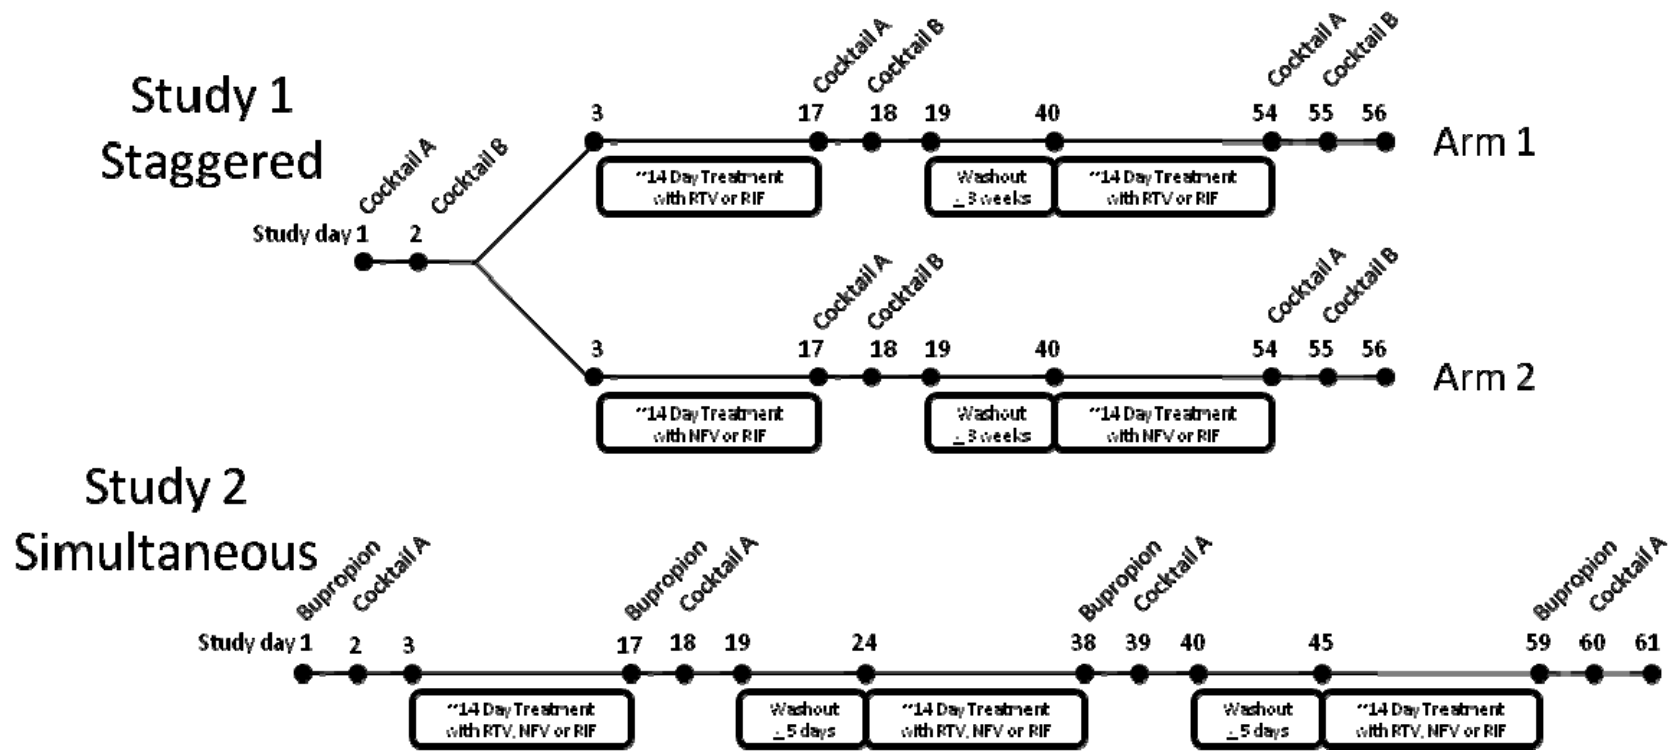 Study 1
Staggered
Cocktail A
Cocktail B
Study day 1
2
Cocktail A
Cocktail B
Cocktail A
Cocktail B
3
17
18
19
40
54
55
56
Arm 1
~14 Day Treatment
with RTV or RIF
Washout
≥ 3 weeks
~14 Day Treatment
with RTV or RIF
Cocktail A
Cocktail B
Cocktail A
Cocktail B
3
17
18
19
40
54
55
56
Arm 2
~14 Day Treatment
with NFV or RIF
Washout
≥ 3 weeks
~14 Day Treatment
with NFV or RIF
Study 2
Simultaneous
Bupropion
Cocktail A
Bupropion
Cocktail A
Bupropion
Cocktail A
Bupropion
Cocktail A
Study day 1
2
3
17
18
19
24
38
39
40
45
59
60
61
~14 Day Treatment
with RTV, NFV or RIF
Washout
≥ 5 days
~14 Day Treatment
with RTV, NFV or RIF
Washout
≥ 5 days
~14 Day Treatment
with RTV, NFV or RIF